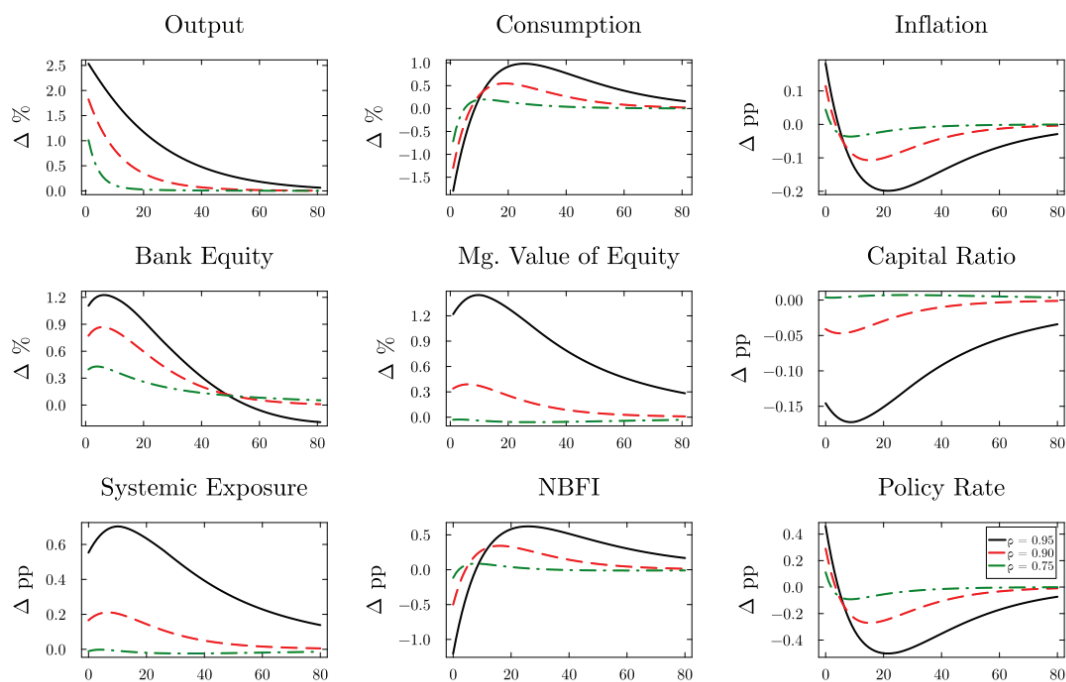 Output
Consumption
Inflation
Δ %
2.5
2.0
1.5
1.0
0.5
0.0
0 20 40 60 80
Δ %
1.0
0.5
0.0
−0.5
−1.0
−1.5
0 20 40 60 80
Δ pp
0.1
0.0
−0.1
−0.2
0 20 40 60 80
Bank Equity
Mg. Value of Equity
Capital Ratio
Δ %
1.2
0.9
0.6
0.3
0.0
0 20 40 60 80
Δ %
1.2
0.9
0.6
0.3
0.0
0 20 40 60 80
Δ pp
0.00
−0.05
−0.10
−0.15
0 20 40 60 80
Systemic Exposure
NBFI
Policy Rate
Δ pp
0.6
0.4
0.2
0.0
0 20 40 60 80
Δ pp
0.5
0.0
−0.5
−1.0
0 20 40 60 80
Δ pp
0.4
0.2
0.0
−0.2
−0.4
0 20 40 60 80
ρ = 0.95
ρ = 0.90
ρ = 0.75